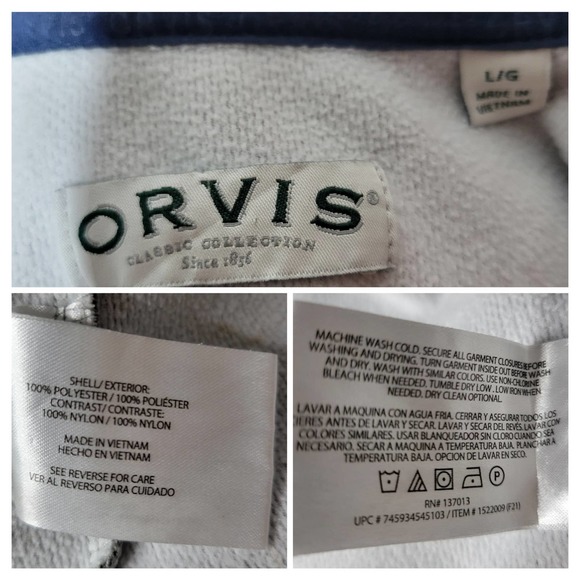 ORVIS®
CLASSIC COLLECTION
Since 1856
L/G
MADE IN
VIETNAM
SHELL/EXTERIOR:
100% POLYESTER / 100% POLIÉSTER
CONTRAST/CONTRASTE:
100% NYLON / 100% NYLON
MADE IN VIETNAM
HECHO EN VIETNAM
SEE REVERSE FOR CARE
VER AL REVERSO PARA CUIDADO
MACHINE WASH COLD. SECURE ALL GARMENT CLOSURES BEFORE
WASHING AND DRYING. TURN GARMENT INSIDE OUT BEFORE WASH
AND DRY. WASH WITH SIMILAR COLORS. USE NON-CHLORINE
BLEACH WHEN NEEDED. TUMBLE DRY LOW. LOW IRON WHEN
NEEDED. DRY CLEAN OPTIONAL.
LAVAR A MAQUINA CON AGUA FRIA. CERRAR Y ASEGURAR TODOS LOS
CIERES ANTES DE LAVAR Y SECAR. LAVAR Y SECAR DEL REVÉS. LAVAR CON
COLORES SIMILARES. USAR BLANQUEADOR SIN CLORO CUANDO SEA
NECESARIO. SECAR A MAQUINA A TEMPERATURA BAJA. PLANCHAR A
TEMPERATURA BAJA. OPCION DE LAVAR EN SECO.
P
RN# 137013
UPC # 745934545103 / ITEM # 1522009 (F21)